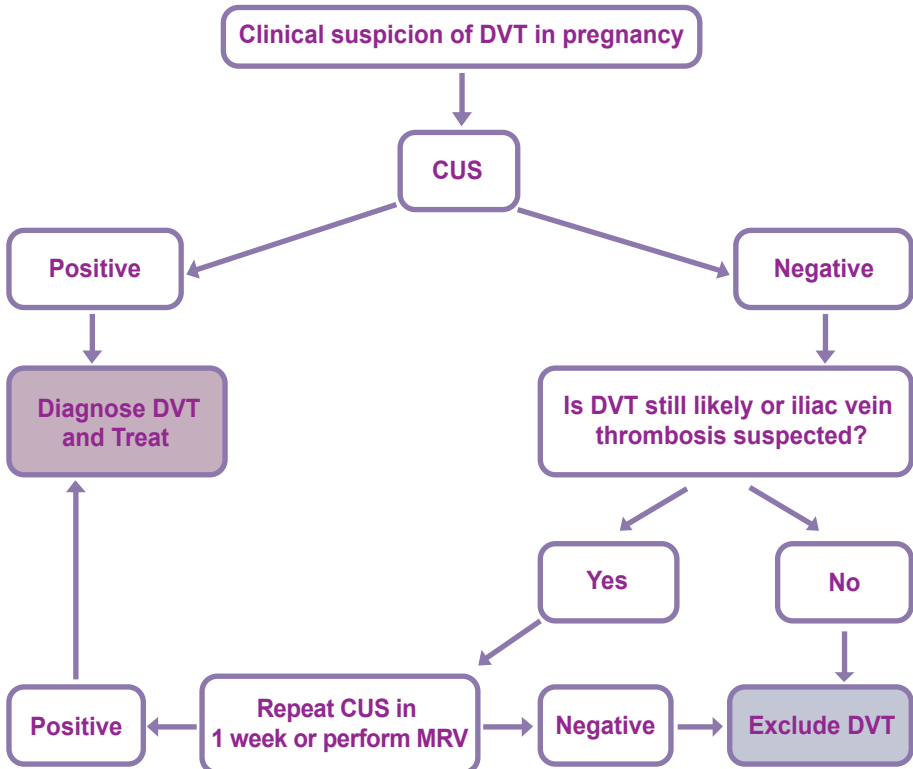 Clinical suspicion of DVT in pregnancy
CUS
Positive
Negative
Diagnose DVT
and Treat
Is DVT still likely or iliac vein
thrombosis suspected?
Yes
No
Positive
Repeat CUS in
1 week or perform MRV
Negative
Exclude DVT